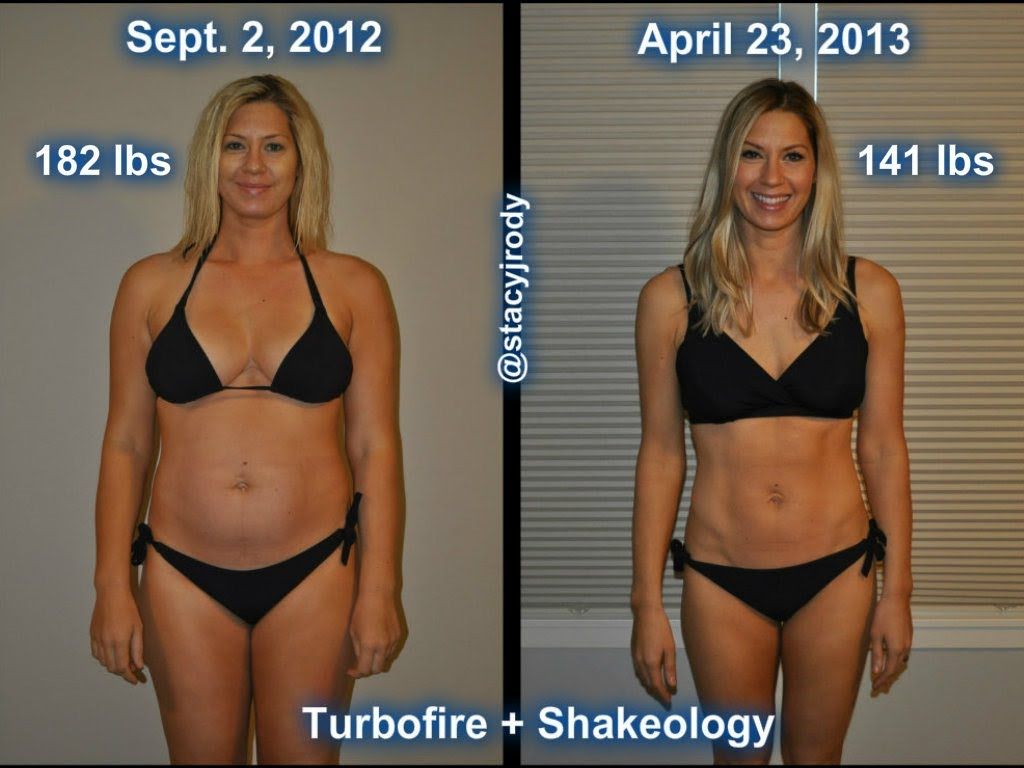 Sept. 2, 2012
April 23, 2013
182 lbs
141 lbs
@stacyjrody
Turbofire + Shakeology